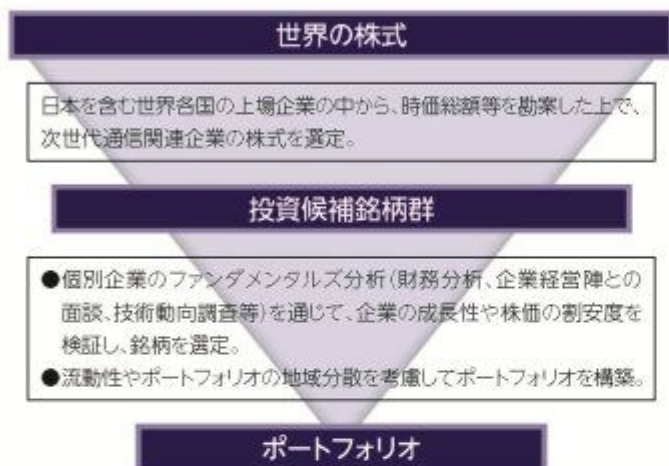 世界の株式
日本を含む世界各国の上場企業の中から、時価総額等を勘案した上で、
次世代通信関連企業の株式を選定。
投資候補銘柄群
●個別企業のファンダメンタルズ分析(財務分析、企業経営陣との
面談、技術動向調査等)を通じて、企業の成長性や株価の割安度を
検証し、銘柄を選定。
●流動性やポートフォリオの地域分散を考慮してポートフォリオを構築。
ポートフォリオ